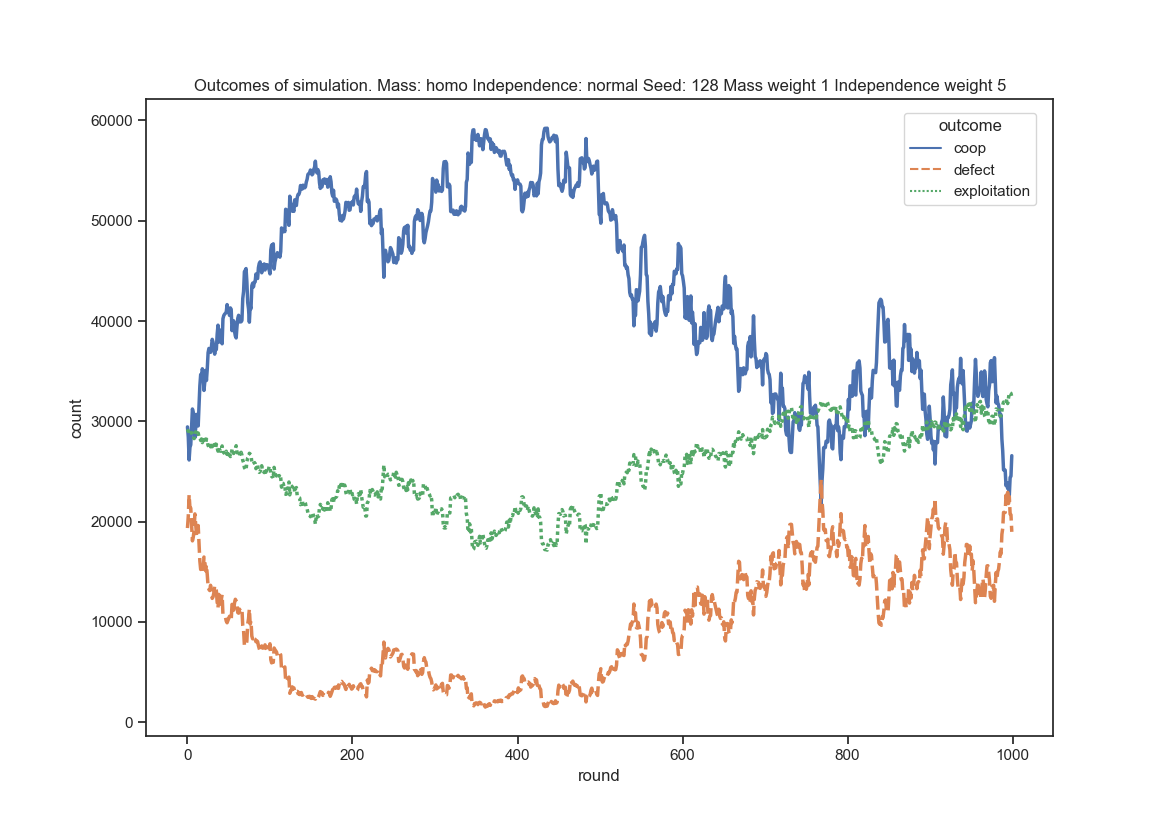 Outcomes of simulation. Mass: homo Independence: normal Seed: 128 Mass weight 1 Independence weight 5
outcome
coop
defect
exploitation
count
60000
50000
40000
30000
20000
10000
0
0 200 400 600 800 1000
round